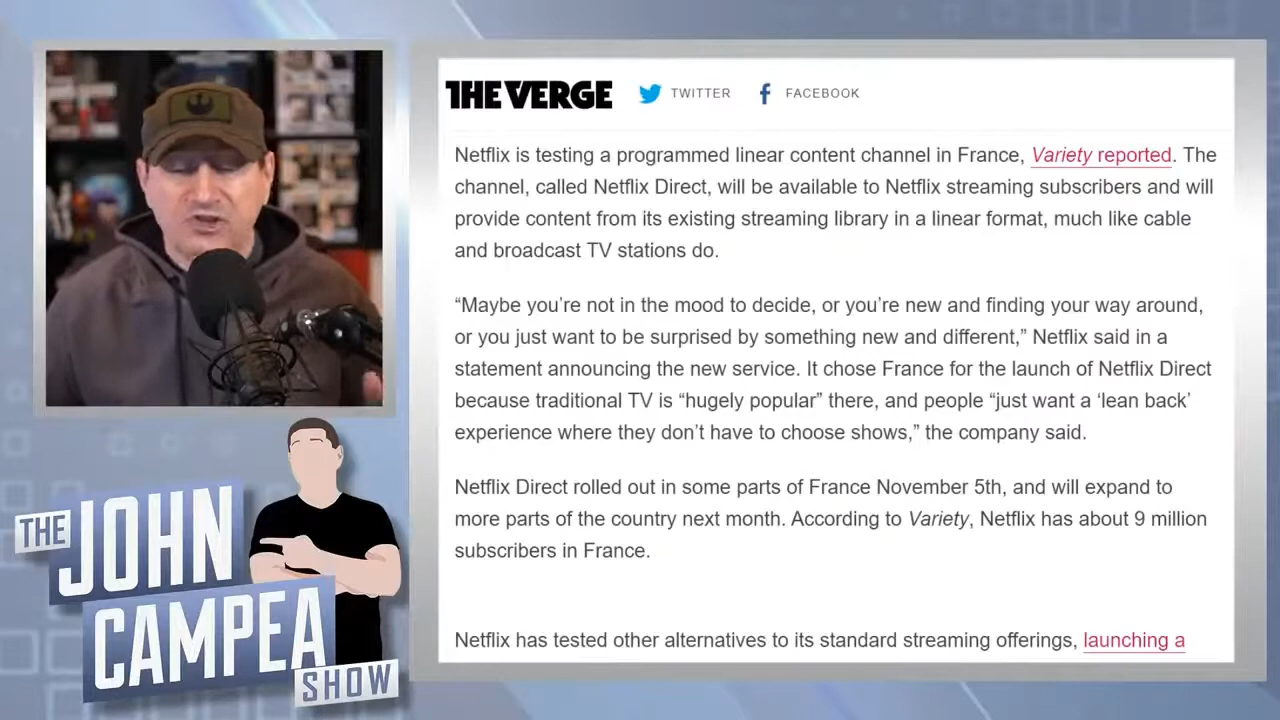 THE VERGE TWITTER FACEBOOK
Netflix is testing a programmed linear content channel in France, Variety reported. The
channel, called Netflix Direct, will be available to Netflix streaming subscribers and will
provide content from its existing streaming library in a linear format, much like cable
and broadcast TV stations do.
“Maybe you’re not in the mood to decide, or you’re new and finding your way around,
or you just want to be surprised by something new and different,” Netflix said in a
statement announcing the new service. It chose France for the launch of Netflix Direct
because traditional TV is “hugely popular” there, and people “just want a ‘lean back’
experience where they don’t have to choose shows,” the company said.
Netflix Direct rolled out in some parts of France November 5th, and will expand to
more parts of the country next month. According to Variety, Netflix has about 9 million
subscribers in France.
Netflix has tested other alternatives to its standard streaming offerings, launching a
THE
JOHN
CAMPEA
SHOW